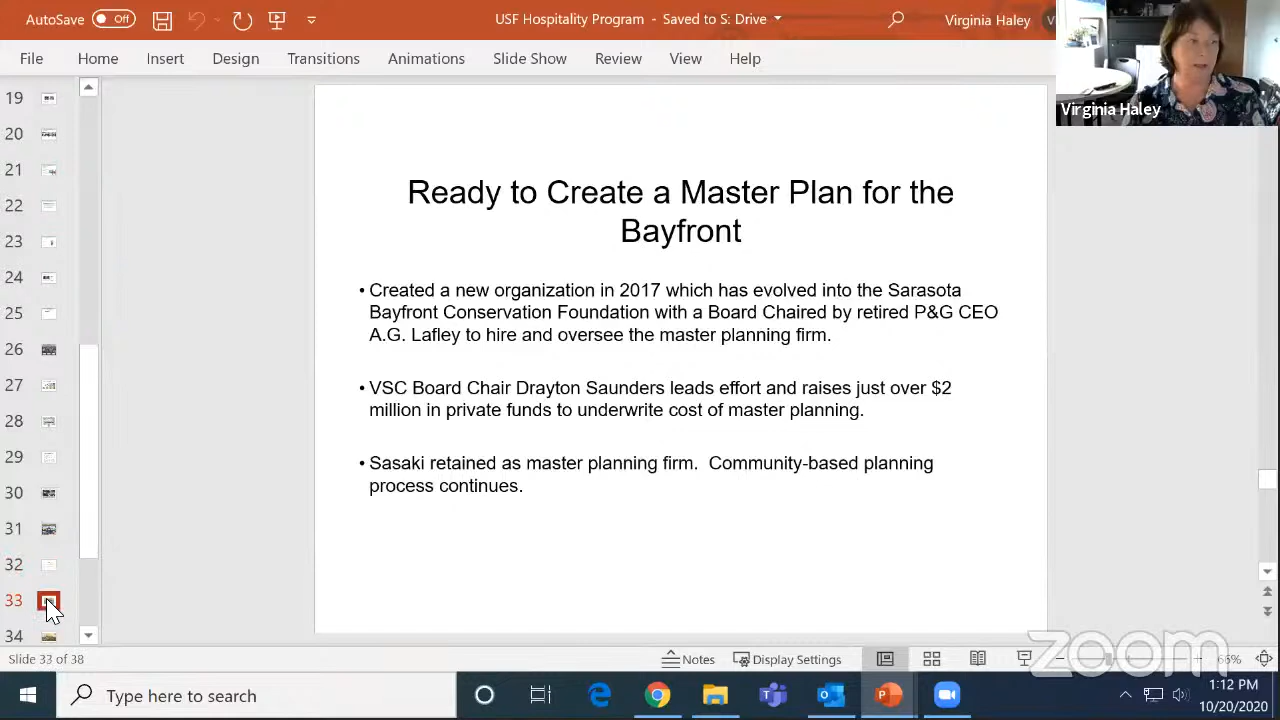 AutoSave Off
USF Hospitality Program - Saved to S: Drive
Virginia Haley
File Home Insert Design Transitions Animations Slide Show Review View Help
Virginia Haley
19
20
21
22
23
24
25
26
27
28
29
30
31
32
33
34
Ready to Create a Master Plan for the
Bayfront
• Created a new organization in 2017 which has evolved into the Sarasota
Bayfront Conservation Foundation with a Board Chaired by retired P&G CEO
A.G. Lafley to hire and oversee the master planning firm.
• VSC Board Chair Drayton Saunders leads effort and raises just over $2
million in private funds to underwrite cost of master planning.
• Sasaki retained as master planning firm.  Community-based planning
process continues.
Slide 33 of 38
Notes Display Settings
zoom
Type here to search
1:12 PM
10/20/2020